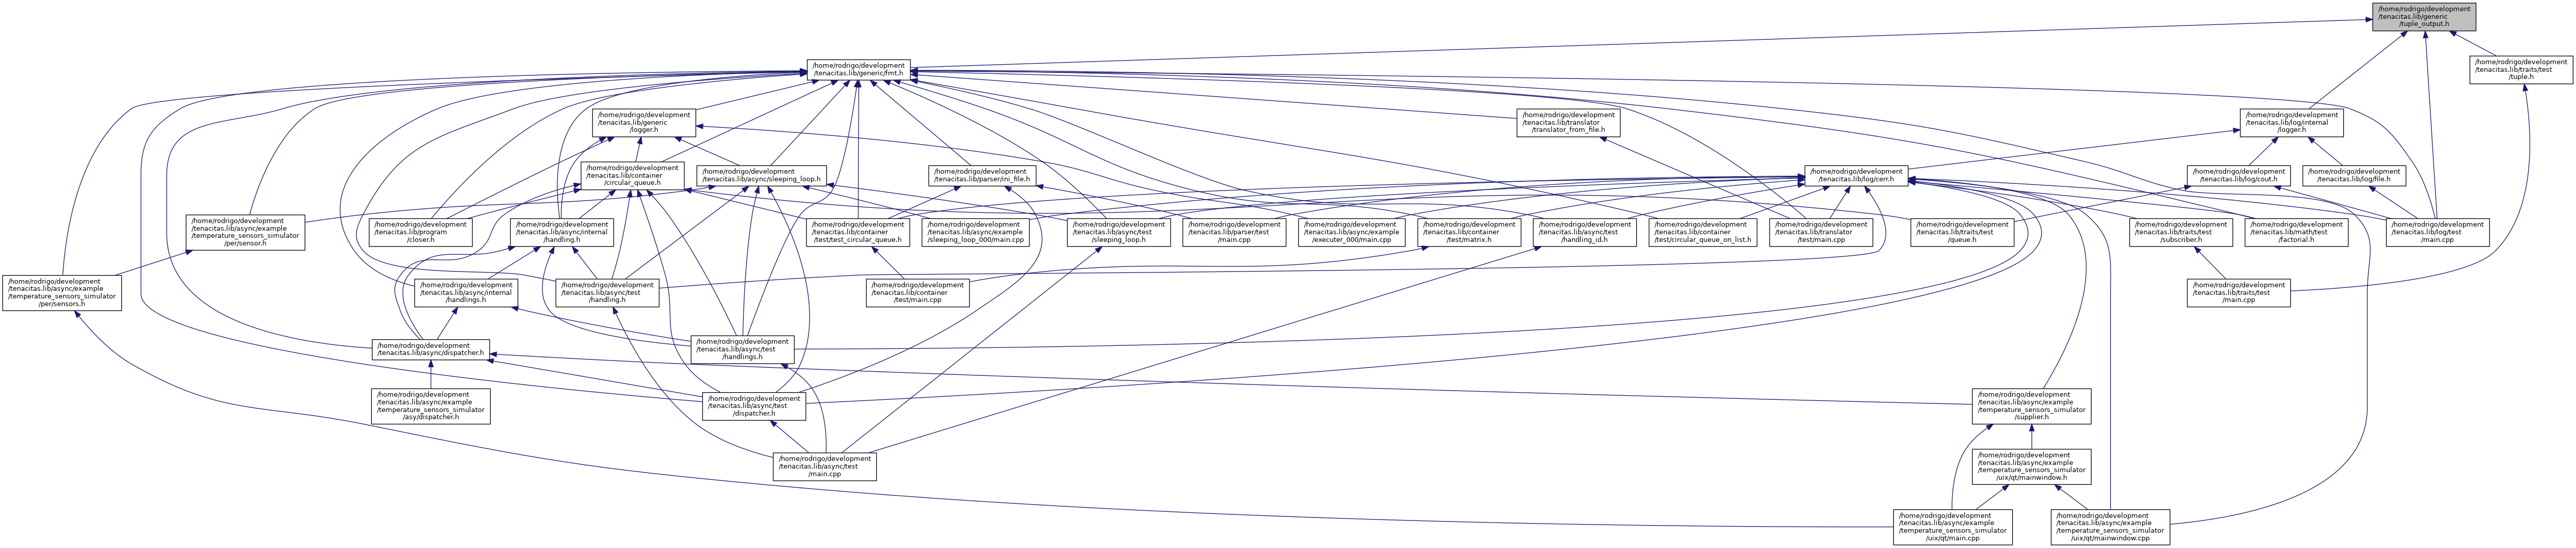 /home/rodrigo/development
/tenacitas.lib/generic
/tuple_output.h
/home/rodrigo/development
/tenacitas.lib/generic/fmt.h
/home/rodrigo/development
/tenacitas.lib/traits/test
/tuple.h
/home/rodrigo/development
/tenacitas.lib/generic
/logger.h
/home/rodrigo/development
/tenacitas.lib/translator
/translator_from_file.h
/home/rodrigo/development
/tenacitas.lib/log/internal
/logger.h
/home/rodrigo/development
/tenacitas.lib/container
/circular_queue.h
/home/rodrigo/development
/tenacitas.lib/async/sleeping_loop.h
/home/rodrigo/development
/tenacitas.lib/parser/ini_file.h
/home/rodrigo/development
/tenacitas.lib/log/cerr.h
/home/rodrigo/development
/tenacitas.lib/log/cout.h
/home/rodrigo/development
/tenacitas.lib/log/file.h
/home/rodrigo/development
/tenacitas.lib/async/example
/temperature_sensors_simulator
/per/sensor.h
/home/rodrigo/development
/tenacitas.lib/program
/closer.h
/home/rodrigo/development
/tenacitas.lib/async/internal
/handling.h
/home/rodrigo/development
/tenacitas.lib/container
/test/test_circular_queue.h
/home/rodrigo/development
/tenacitas.lib/async/example
/sleeping_loop_000/main.cpp
/home/rodrigo/development
/tenacitas.lib/async/test
/sleeping_loop.h
/home/rodrigo/development
/tenacitas.lib/parser/test
/main.cpp
/home/rodrigo/development
/tenacitas.lib/async/example
/executer_000/main.cpp
/home/rodrigo/development
/tenacitas.lib/container
/test/matrix.h
/home/rodrigo/development
/tenacitas.lib/async/test
/handling_id.h
/home/rodrigo/development
/tenacitas.lib/container
/test/circular_queue_on_list.h
/home/rodrigo/development
/tenacitas.lib/translator
/test/main.cpp
/home/rodrigo/development
/tenacitas.lib/traits/test
/queue.h
/home/rodrigo/development
/tenacitas.lib/traits/test
/subscriber.h
/home/rodrigo/development
/tenacitas.lib/math/test
/factorial.h
/home/rodrigo/development
/tenacitas.lib/log/test
/main.cpp
/home/rodrigo/development
/tenacitas.lib/async/example
/temperature_sensors_simulator
/per/sensors.h
/home/rodrigo/development
/tenacitas.lib/async/internal
/handlings.h
/home/rodrigo/development
/tenacitas.lib/async/test
/handling.h
/home/rodrigo/development
/tenacitas.lib/container
/test/main.cpp
/home/rodrigo/development
/tenacitas.lib/traits/test
/main.cpp
/home/rodrigo/development
/tenacitas.lib/async/dispatcher.h
/home/rodrigo/development
/tenacitas.lib/async/test
/handlings.h
/home/rodrigo/development
/tenacitas.lib/async/example
/temperature_sensors_simulator
/asy/dispatcher.h
/home/rodrigo/development
/tenacitas.lib/async/test
/dispatcher.h
/home/rodrigo/development
/tenacitas.lib/async/example
/temperature_sensors_simulator
/supplier.h
/home/rodrigo/development
/tenacitas.lib/async/test
/main.cpp
/home/rodrigo/development
/tenacitas.lib/async/example
/temperature_sensors_simulator
/uix/qt/mainwindow.h
/home/rodrigo/development
/tenacitas.lib/async/example
/temperature_sensors_simulator
/uix/qt/main.cpp
/home/rodrigo/development
/tenacitas.lib/async/example
/temperature_sensors_simulator
/uix/qt/mainwindow.cpp